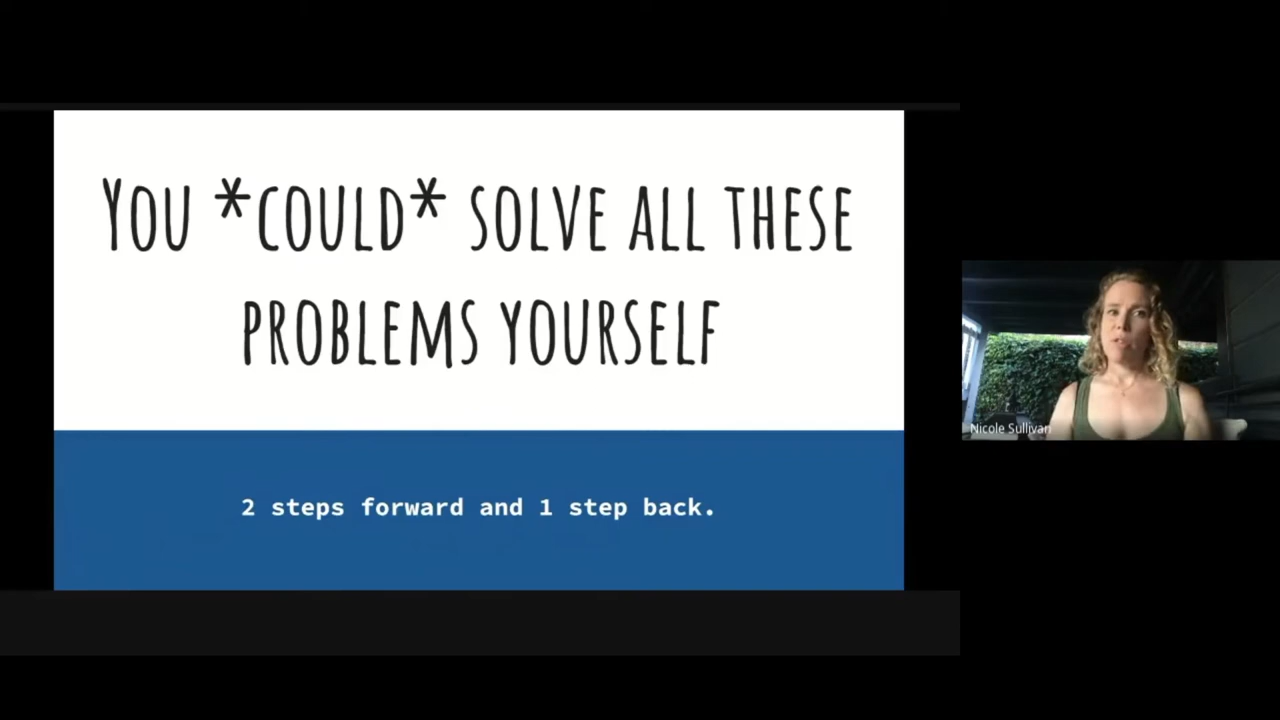 You *could* solve all these
problems yourself
2 steps forward and 1 step back.
Nicole Sullivan